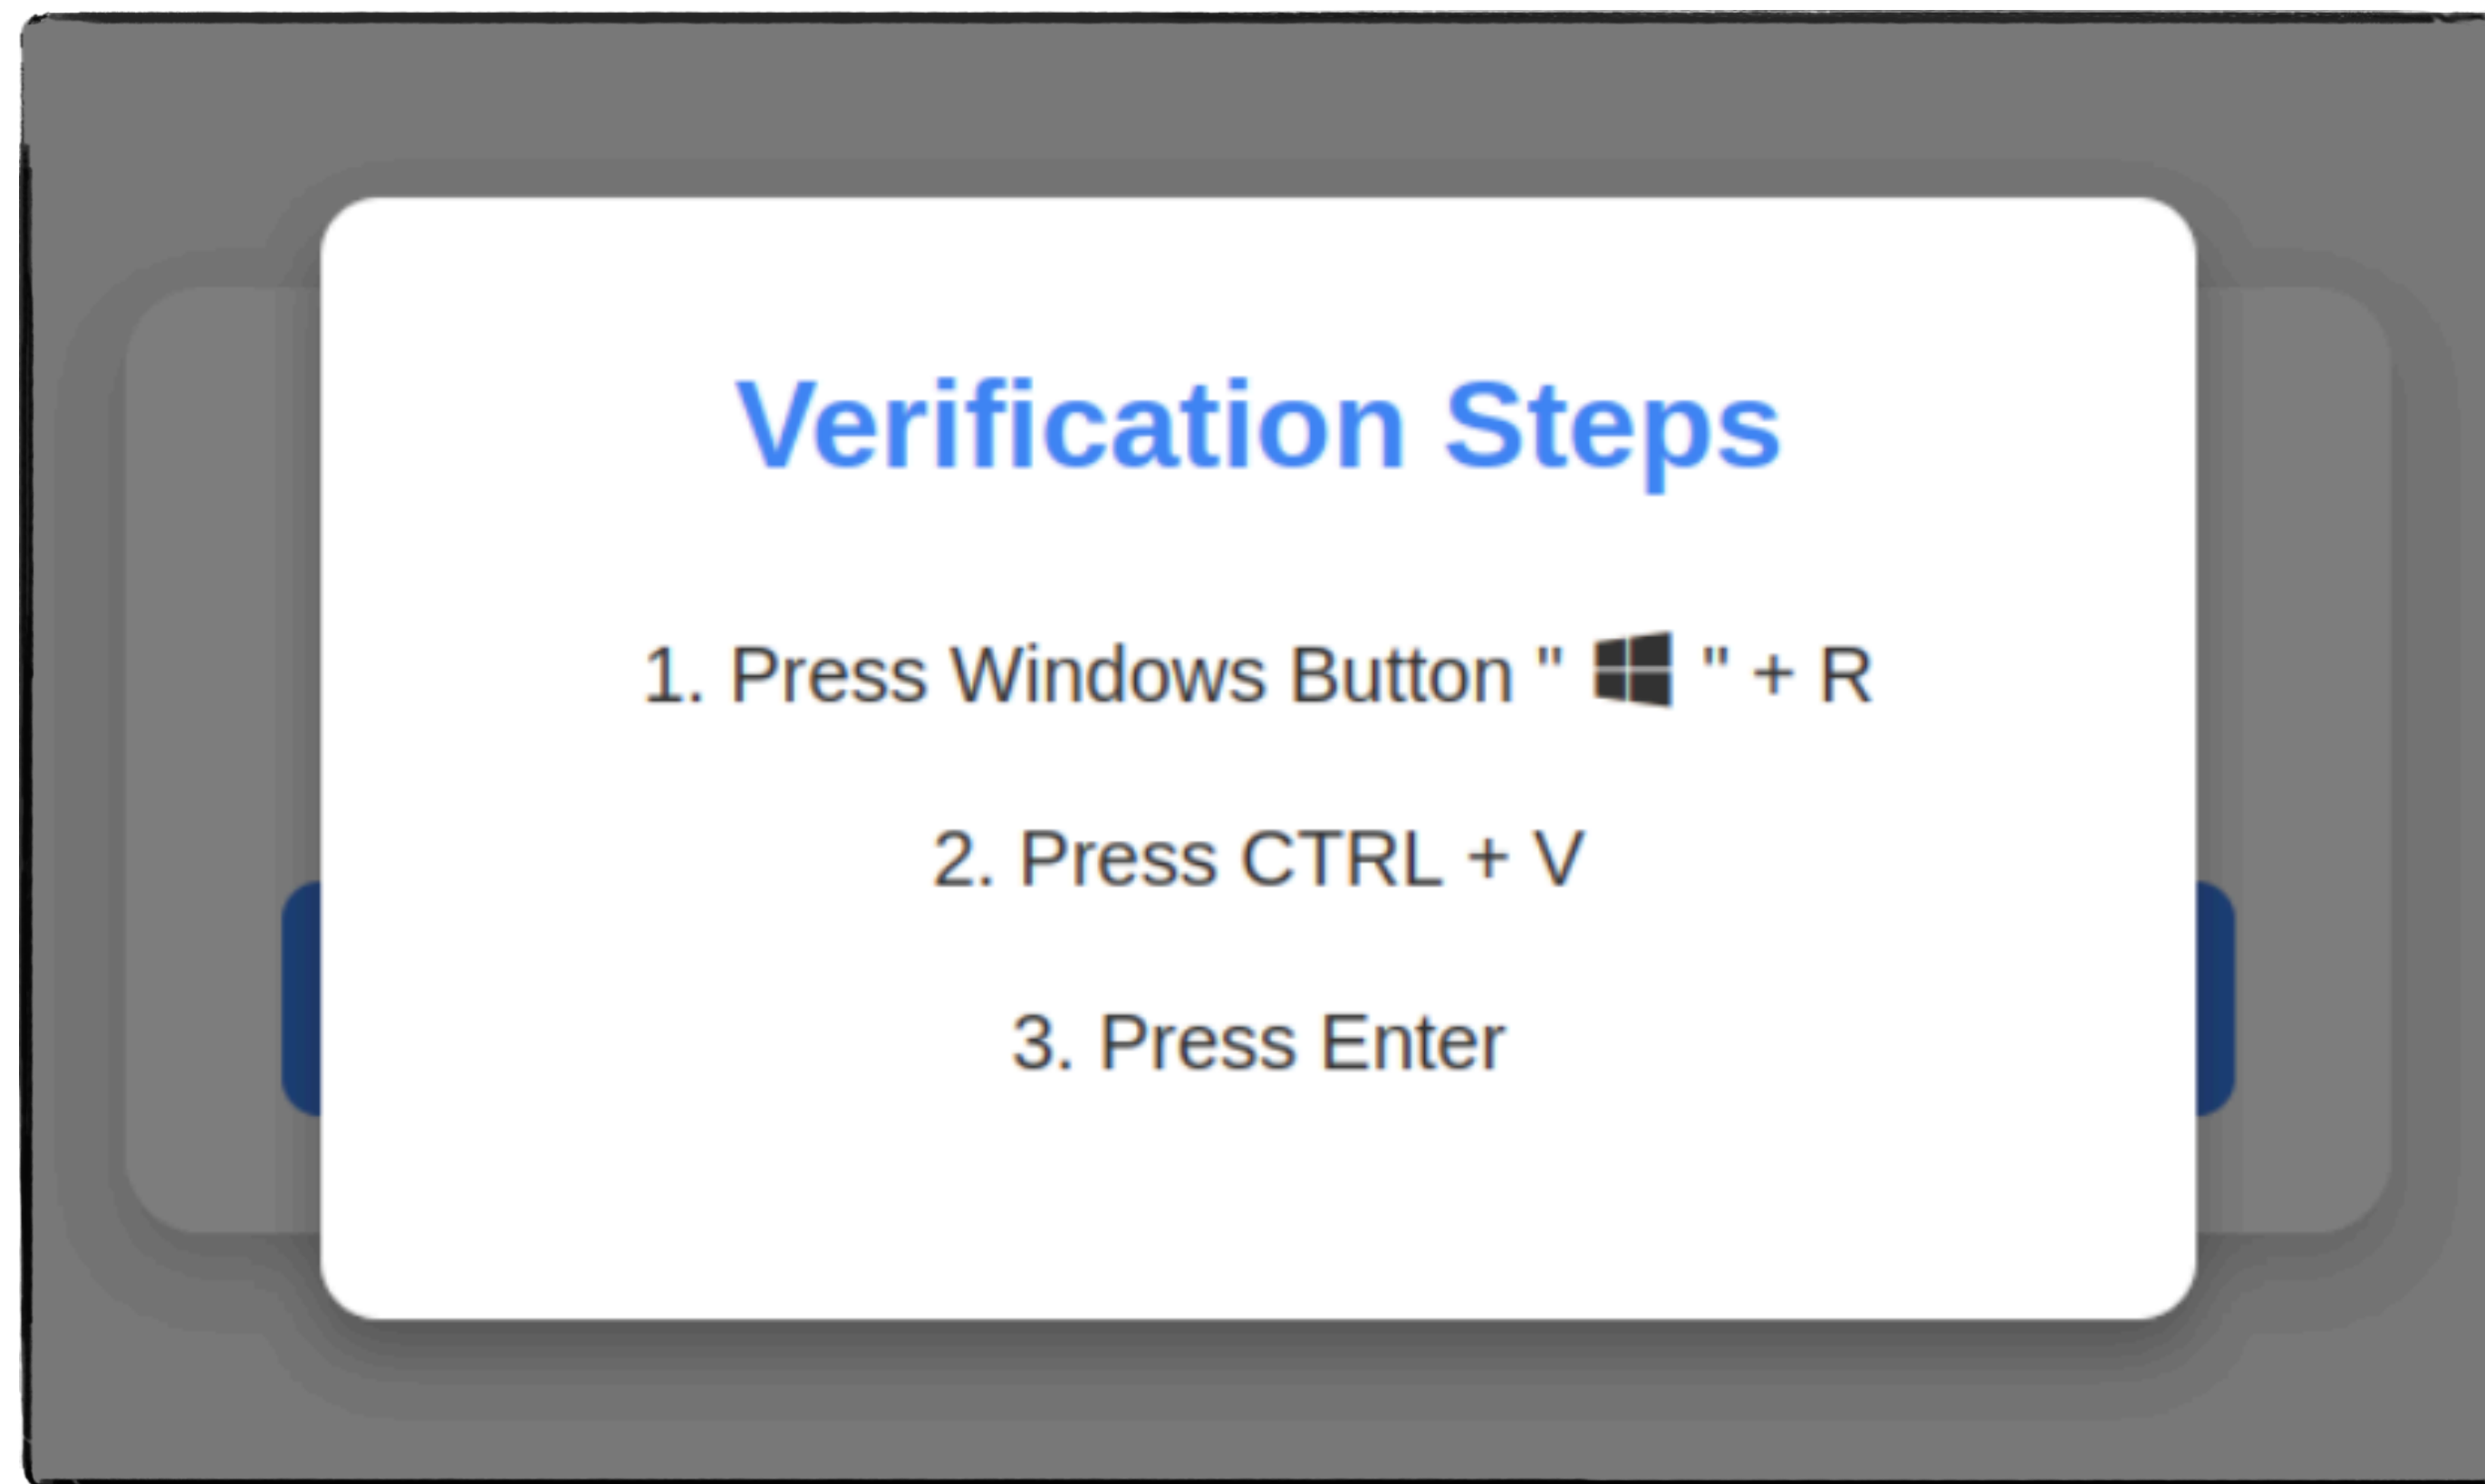 Verification Steps
1. Press Windows Button " " + R
2. Press CTRL + V
3. Press Enter